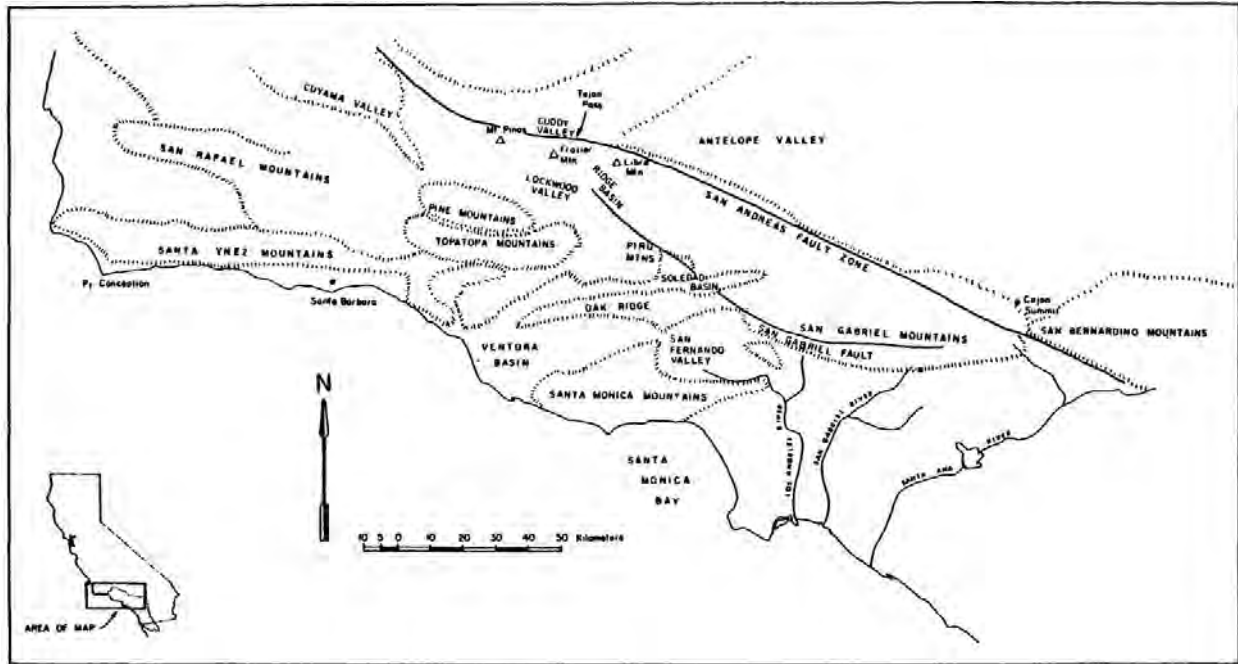 CUYAMA VALLEY
Tejon
Pass
CUDDY
VALLEY
Mt Pinos
Frazier
Mtn
Libre
Mtn
ANTELOPE VALLEY
SAN RAFAEL MOUNTAINS
LOCKWOOD
VALLEY
RIDGE
BASIN
PINE MOUNTAINS
TOPATOPA MOUNTAINS
SAN ANDREAS FAULT ZONE
SANTA YNEZ MOUNTAINS
PIRU
MTNS
SOLEDAD
BASIN
Pt Conception
Santa Barbara
OAK RIDGE
Cajon
Summit
SAN BERNARDINO MOUNTAINS
SAN GABRIEL MOUNTAINS
SAN GABRIEL FAULT
SAN
FERNANDO
VALLEY
VENTURA
BASIN
SANTA MONICA MOUNTAINS
LOS ANGELES
RIVER
SAN GABRIEL RIVER
SANTA ANA RIVER
SANTA
MONICA
BAY
N
10 5 0 10 20 30 40 50 Kilometers
AREA OF MAP